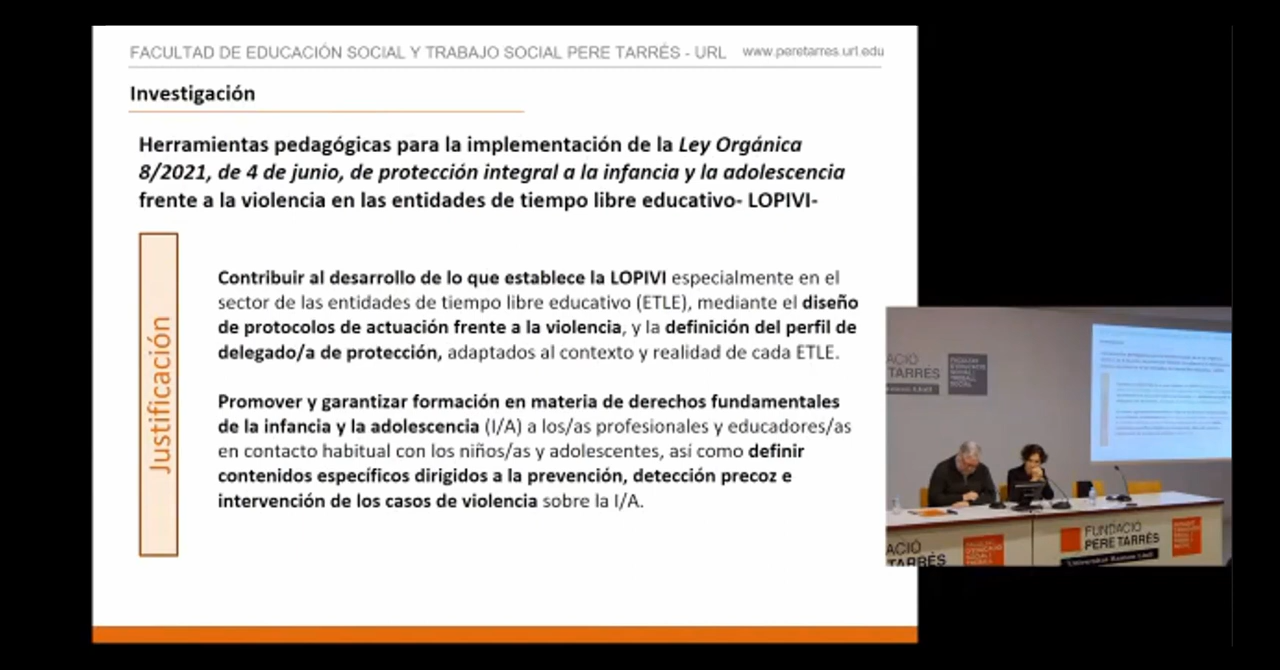 FACULTAD DE EDUCACIÓN SOCIAL Y TRABAJO SOCIAL PERE TARRÉS - URL www.peretarres.url.edu
Investigación
Herramientas pedagógicas para la implementación de la Ley Orgánica
8/2021, de 4 de junio, de protección integral a la infancia y la adolescencia
frente a la violencia en las entidades de tiempo libre educativo- LOPIVI-
Justificación
Contribuir al desarrollo de lo que establece la LOPIVI especialmente en el
sector de las entidades de tiempo libre educativo (ETLE), mediante el diseño
de protocolos de actuación frente a la violencia, y la definición del perfil de
delegado/a de protección, adaptados al contexto y realidad de cada ETLE.
Promover y garantizar formación en materia de derechos fundamentales
de la infancia y la adolescencia (I/A) a los/as profesionales y educadores/as
en contacto habitual con los niños/as y adolescentes, así como definir
contenidos específicos dirigidos a la prevención, detección precoz e
intervención de los casos de violencia sobre la I/A.
ACIÓ
TARRÉS
ACIÓ
TARRÈS
FUNDACIÓ
PERE TARRÉS
Universitat Ramon Llull